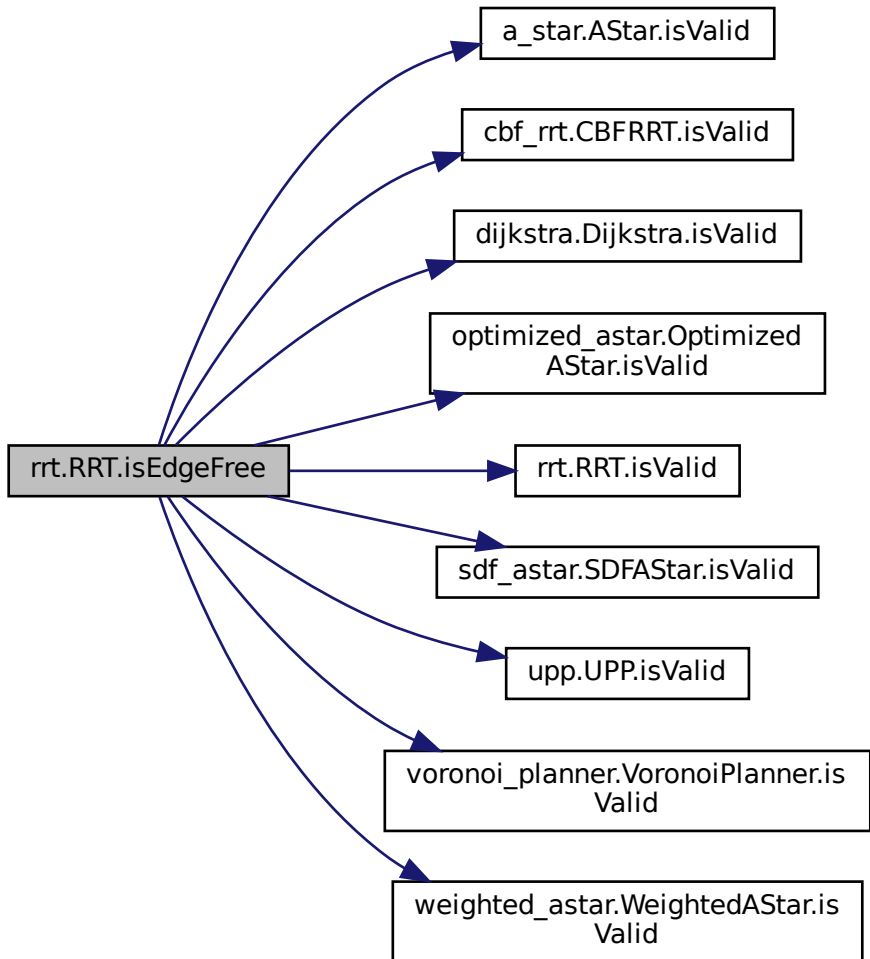 a_star.AStar.isValid
cbf_rrt.CBFRRT.isValid
dijkstra.Dijkstra.isValid
optimized_astar.Optimized
AStar.isValid
rrt.RRT.isEdgeFree
rrt.RRT.isValid
sdf_astar.SDFAStar.isValid
upp.UPP.isValid
voronoi_planner.VoronoiPlanner.is
Valid
weighted_astar.WeightedAStar.is
Valid